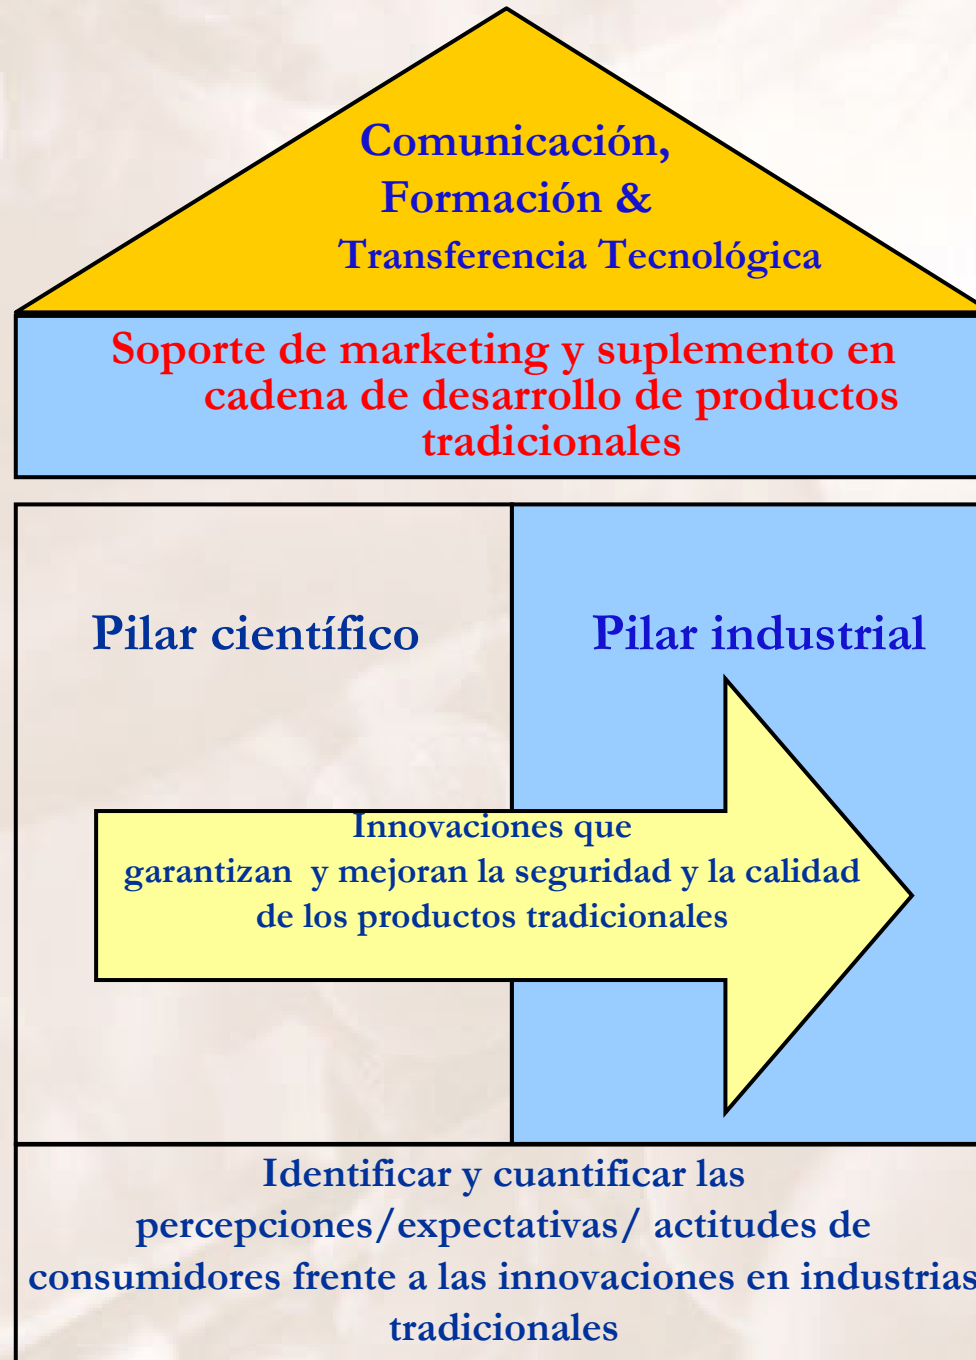 Comunicación,
Formación &
Transferencia Tecnológica
Soporte de marketing y suplemento en
cadena de desarrollo de productos
tradicionales
Pilar científico
Pilar industrial
Innovaciones que
garantizan y mejoran la seguridad y la calidad
de los productos tradicionales
Identificar y cuantificar las
percepciones/expectativas/ actitudes de
consumidores frente a las innovaciones en industrias
tradicionales